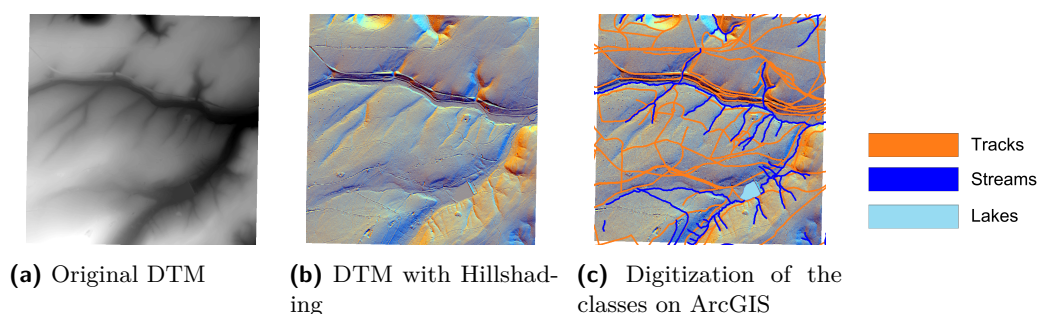 Tracks
Streams
Lakes
(a) Original DTM
(b) DTM with Hillshad-
ing
(c) Digitization of the
classes on ArcGIS